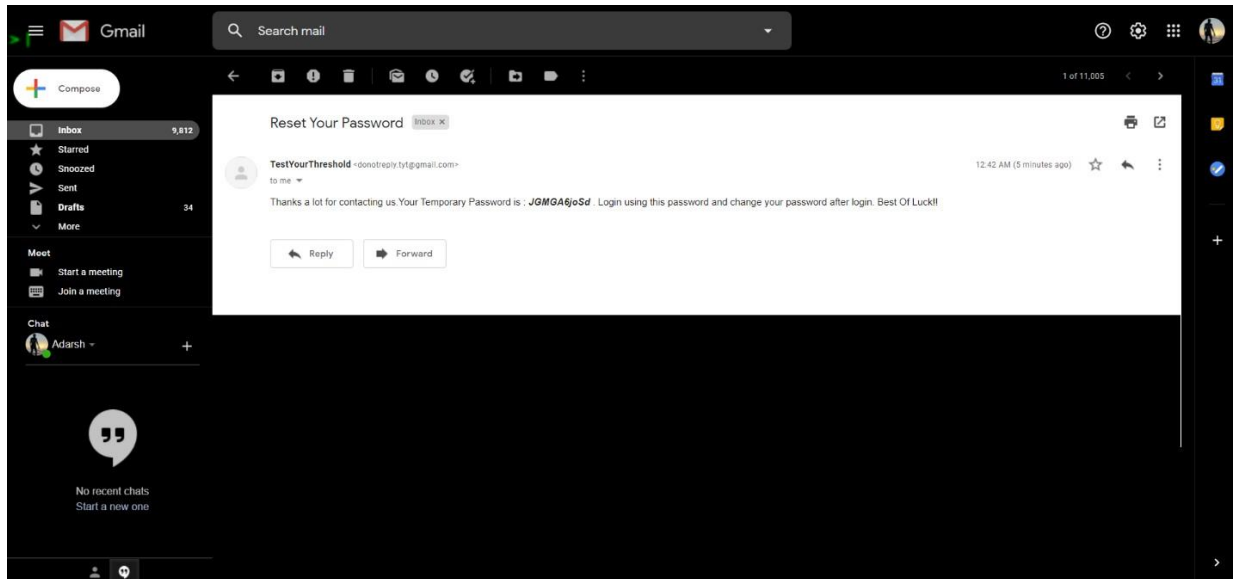 Gmail
Search mail
Compose
1 of 11,005
31
Inbox 9,812
Starred
Snoozed
Sent
Drafts 34
More
Meet
Start a meeting
Join a meeting
Chat
Adarsh
No recent chats
Start a new one
Reset Your Password Inbox x
TestYourThreshold <donotreply.tyt@gmail.com> 12:42 AM (5 minutes ago)
to me
Thanks a lot for contacting us.Your Temporary Password is : JGMGA6joSd . Login using this password and change your password after login. Best Of Luck!!
Reply Forward